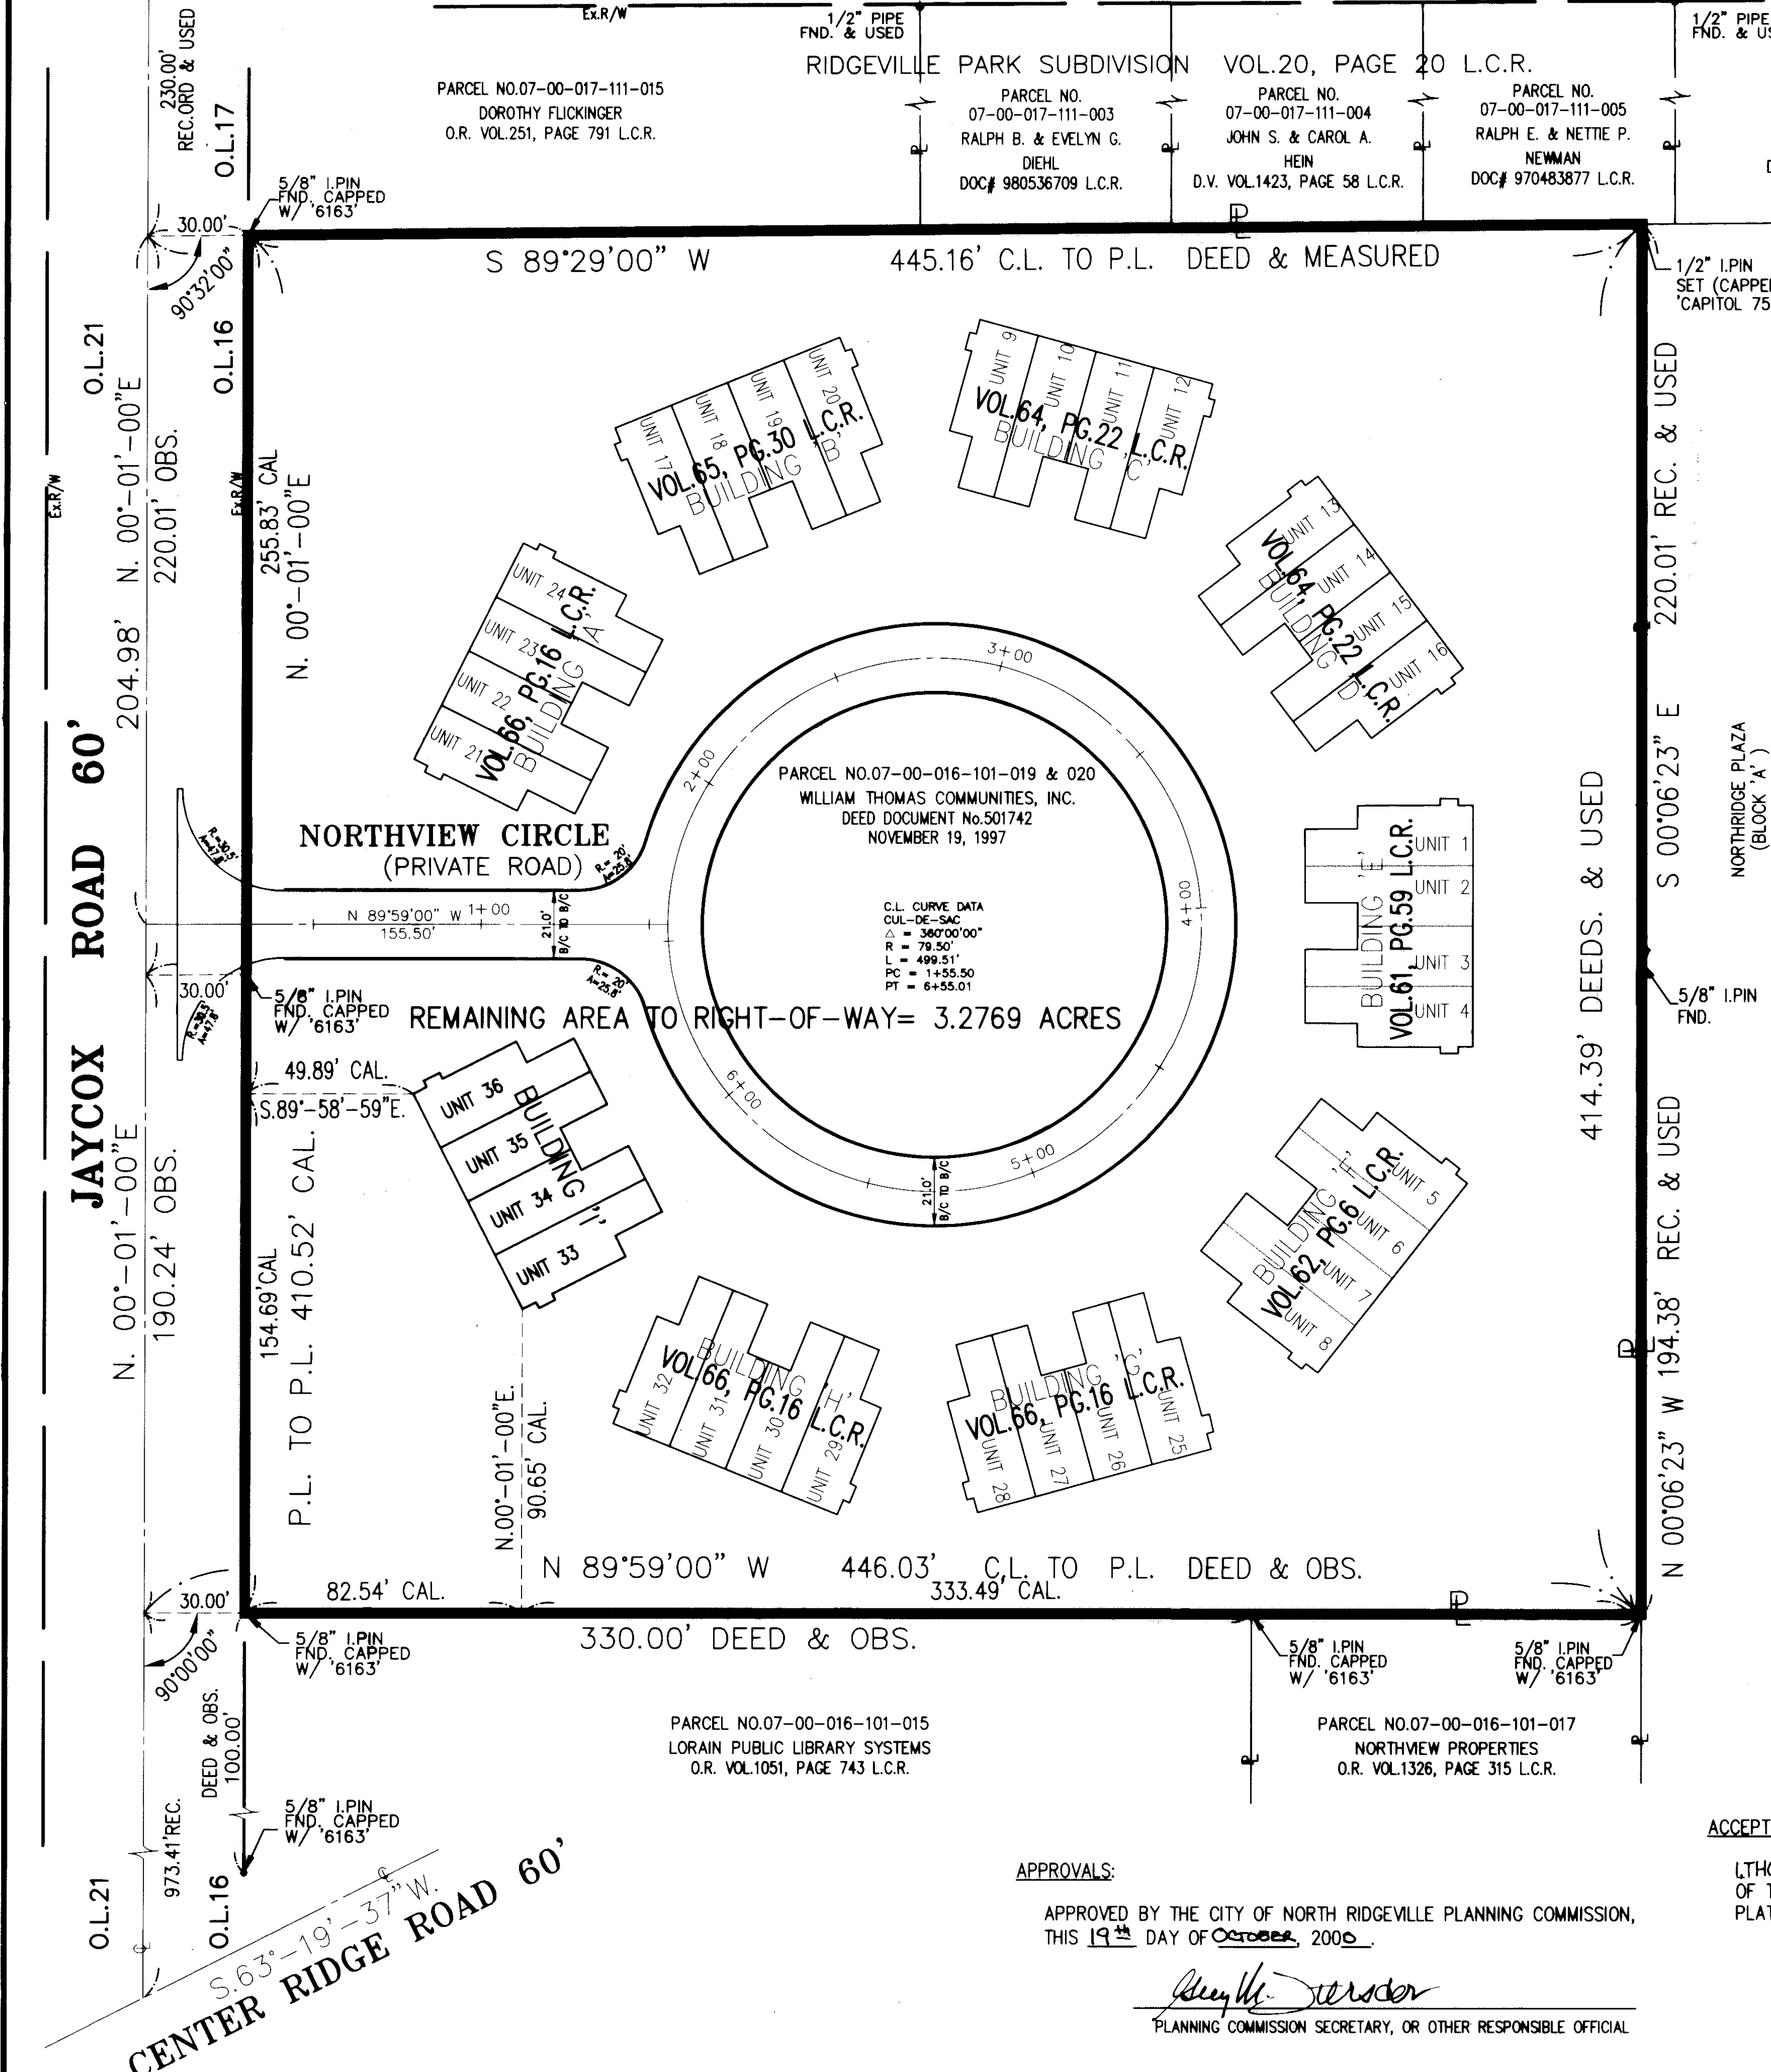 Ex.R/W
1/2" PIPE
FND. & USED
1/2" PIPE
RIDGEVILLE PARK SUBDIVISION VOL.20, PAGE 20 L.C.R.
230.00'
REC.ORD & USED
O.L.17
PARCEL NO.07-00-017-111-015
DOROTHY FLICKINGER
O.R. VOL.251, PAGE 791 L.C.R.
PARCEL NO.
07-00-017-111-003
RALPH B. & EVELYN G.
DIEHL
DOC# 980536709 L.C.R.
PARCEL NO.
07-00-017-111-004
JOHN S. & CAROL A.
HEIN
D.V. VOL.1423, PAGE 58 L.C.R.
PARCEL NO.
07-00-017-111-005
RALPH E. & NETTIE P.
NEWMAN
DOC# 970483877 L.C.R.
5/8" I.PIN
FND. CAPPED
W/ '6163'
30.00'
90°32'00"
S 89°29'00" W 445.16' C.L. TO P.L. DEED & MEASURED
1/2" I.PIN
SET (CAPPED
'CAPITOL 75
O.L.21
O.L.16
Ex.R/W
Ex.R/W
204.98' N. 00°-01'-00"E
220.01' OBS.
255.83' CAL
N. 00°-01'-00"E
UNIT 17
UNIT 18
UNIT 19
UNIT 20
VOL.65, PG.30 L.C.R.
BUILDING 'B'
UNIT 9
UNIT 10
UNIT 11
UNIT 12
VOL.64, PG.22 L.C.R.
BUILDING 'C'
UNIT 13
UNIT 14
UNIT 15
UNIT 16
VOL.64, PG.22 L.C.R.
BUILDING D
UNIT 24
UNIT 23
UNIT 22
UNIT 21
VOL.66, PG.16 L.C.R.
BUILDING 'A'
220.01' REC. & USED
S 00°06'23" E
414.39' DEEDS. & USED
NORTHRIDGE PLAZA
(BLOCK 'A')
JAYCOX ROAD 60'
3+00
2+00
4+00
PARCEL NO.07-00-016-101-019 & 020
WILLIAM THOMAS COMMUNITIES, INC.
DEED DOCUMENT No.501742
NOVEMBER 19, 1997
NORTHVIEW CIRCLE
(PRIVATE ROAD)
R.=30.5'
A=47.8'
R.= 20'
A=25.8'
N 89°59'00" W 1+00
155.50'
21.0'
B/C TO B/C
C.L. CURVE DATA
CUL-DE-SAC
△ = 360°00'00"
R = 79.50'
L = 499.51'
PC = 1+55.50
PT = 6+55.01
UNIT 1
UNIT 2
UNIT 3
UNIT 4
BUILDING 'E'
VOL.61, PG.59 L.C.R.
R.= 20'
A=25.8'
30.00'
R.=30.5'
A=47.8'
5/8" I.PIN
FND. CAPPED
W/ '6163'
REMAINING AREA TO RIGHT-OF-WAY= 3.2769 ACRES
5/8" I.PIN
FND.
49.89' CAL.
S.89°-58'-59"E.
6+00
5+00
21.0'
B/C TO B/C
UNIT 36
UNIT 35
UNIT 34
UNIT 33
BUILDING 'I'
N. 00°-01'-00"E
190.24' OBS.
154.69'CAL
P.L. TO P.L. 410.52' CAL.
UNIT 5
UNIT 6
UNIT 7
UNIT 8
BUILDING 'F'
VOL.62, PG.6 L.C.R.
194.38' REC. & USED
N 00°06'23" W
UNIT 32
UNIT 31
UNIT 30
UNIT 29
BUILDING 'H'
VOL.66, PG.16 L.C.R.
UNIT 28
UNIT 27
UNIT 26
UNIT 25
BUILDING 'G'
VOL.66, PG.16 L.C.R.
N.00°-01'-00"E.
90.65' CAL.
N 89°59'00" W 446.03' C.L. TO P.L. DEED & OBS.
30.00'
82.54' CAL.
333.49' CAL.
90°00'00"
5/8" I.PIN
FND. CAPPED
W/ '6163'
330.00' DEED & OBS.
5/8" I.PIN
FND. CAPPED
W/ '6163'
5/8" I.PIN
FND. CAPPED
W/ '6163'
PARCEL NO.07-00-016-101-015
LORAIN PUBLIC LIBRARY SYSTEMS
O.R. VOL.1051, PAGE 743 L.C.R.
PARCEL NO.07-00-016-101-017
NORTHVIEW PROPERTIES
O.R. VOL.1326, PAGE 315 L.C.R.
DEED & OBS.
100.00'
5/8" I.PIN
FND. CAPPED
W/ '6163'
973.41'REC.
O.L.21
O.L.16
S.63°-19'-37"W.
CENTER RIDGE ROAD 60'
APPROVALS:
APPROVED BY THE CITY OF NORTH RIDGEVILLE PLANNING COMMISSION,
THIS 19th DAY OF OCTOBER, 2000.
PLANNING COMMISSION SECRETARY, OR OTHER RESPONSIBLE OFFICIAL
OF